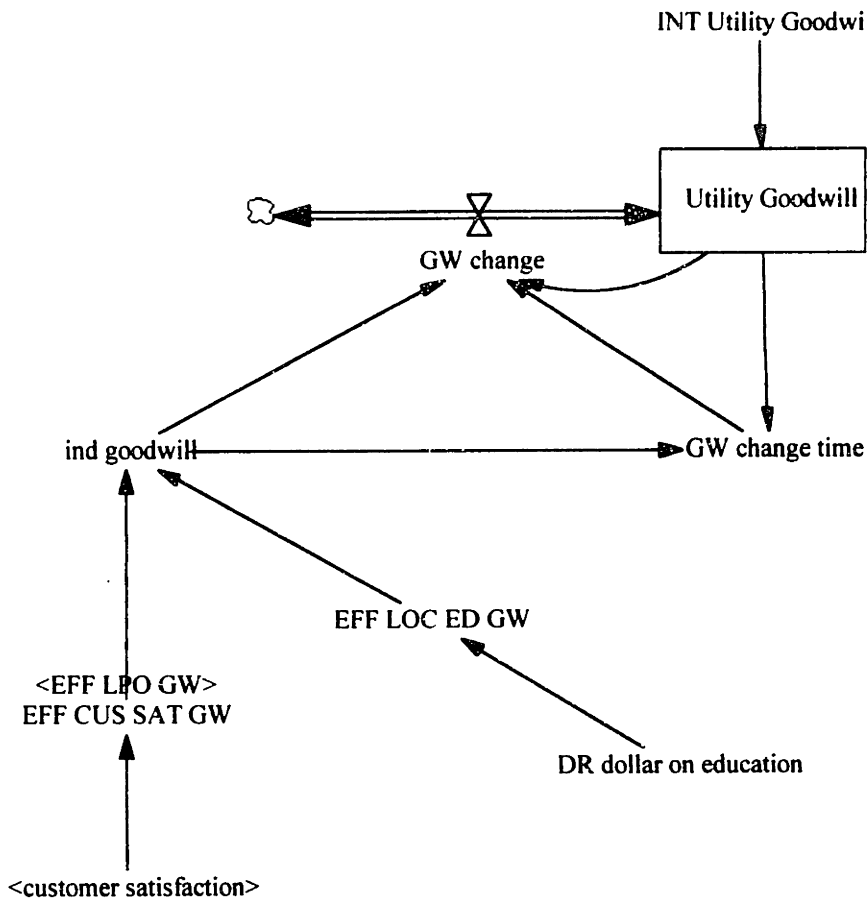 INT Utility Goodwi
Utility Goodwill
GW change
ind goodwill
GW change time
EFF LOC ED GW
<EFF LPO GW>
EFF CUS SAT GW
DR dollar on education
<customer satisfaction>